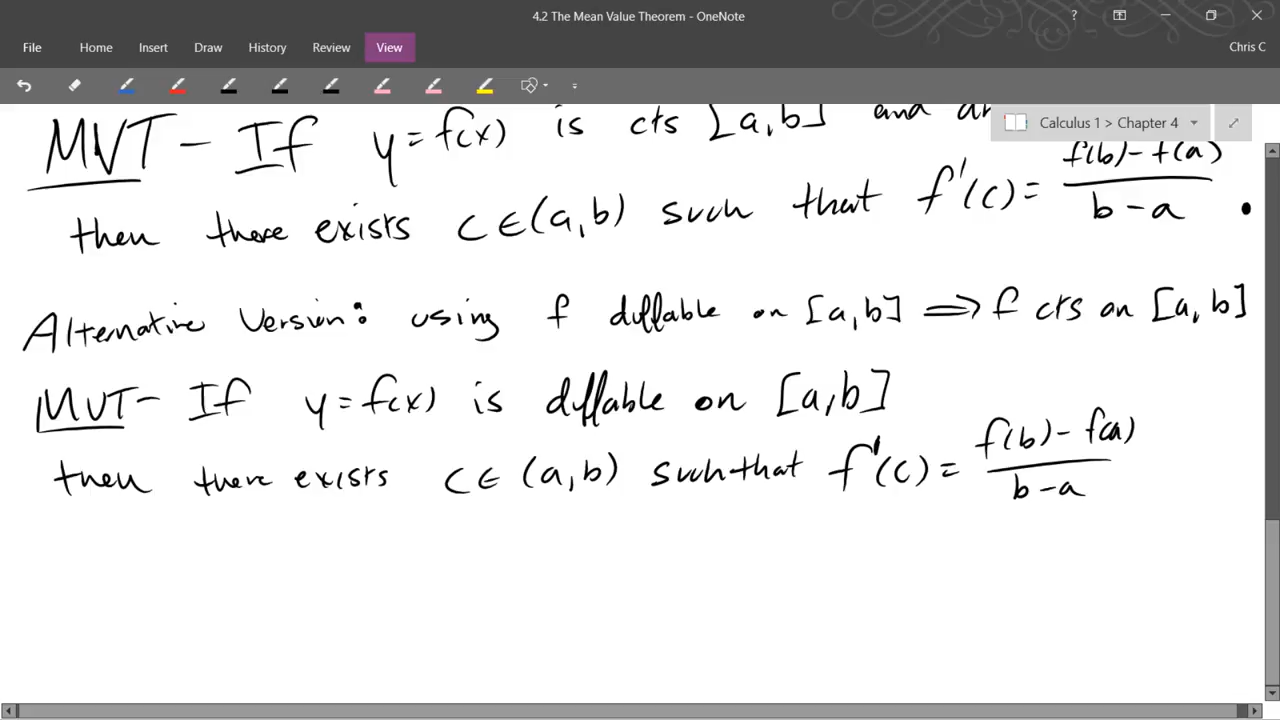 4.2 The Mean Value Theorem - OneNote
?
File Home Insert Draw History Review View Chris C
Calculus 1 > Chapter 4
MVT - If y = f(x) is cts [a,b] and
then there exists c ∈ (a,b) such that f'(c) = (f(b) - f(a))/(b - a) .
Alternative Version: using f diffable on [a,b] ⟹ f cts on [a,b]
MVT - If y = f(x) is diffable on [a,b]
then there exists c ∈ (a,b) such that f'(c) = (f(b) - f(a))/(b - a)